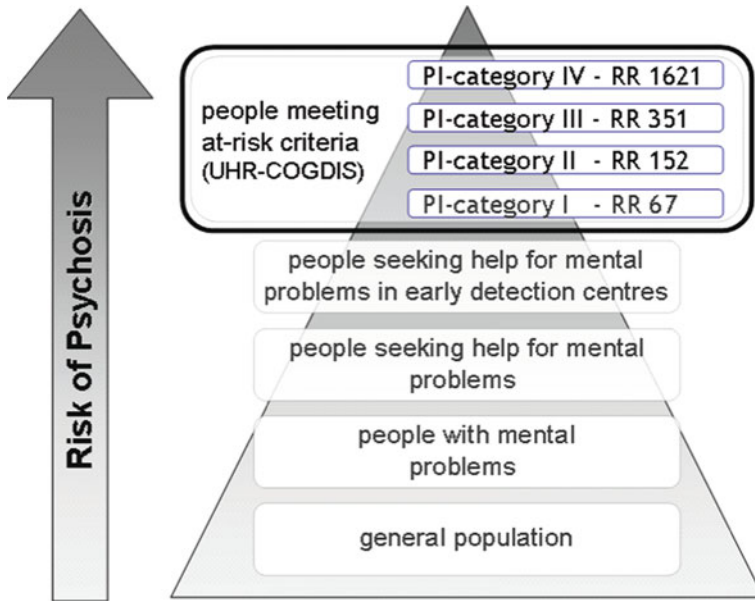 Risk of Psychosis
people meeting
at-risk criteria
(UHR-COGDIS)
PI-category IV - RR 1621
PI-category III - RR 351
PI-category II - RR 152
PI-category I - RR 67
people seeking help for mental
problems in early detection centres
people seeking help for mental
problems
people with mental
problems
general population